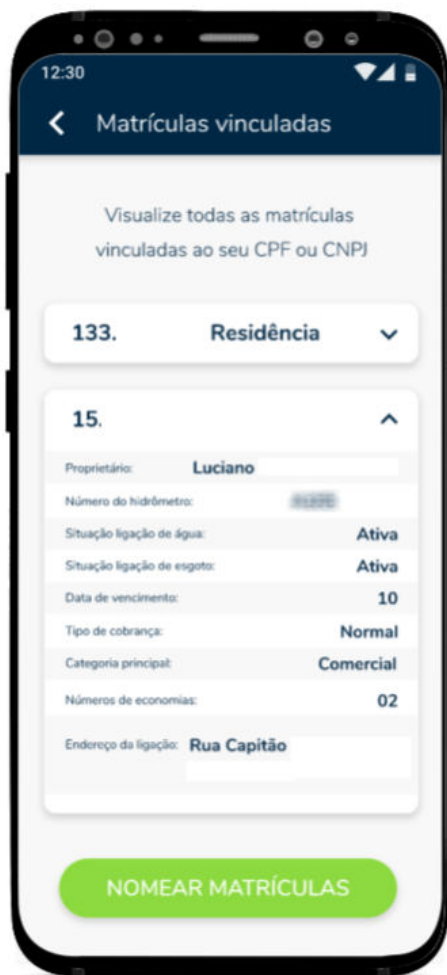 12:30
Matrículas vinculadas
Visualize todas as matrículas
vinculadas ao seu CPF ou CNPJ
133. Residência
15.
Proprietário: Luciano
Número do hidrômetro:
Situação ligação de água: Ativa
Situação ligação de esgoto: Ativa
Data de vencimento: 10
Tipo de cobrança: Normal
Categoria principal: Comercial
Números de economias: 02
Endereço da ligação: Rua Capitão
NOMEAR MATRÍCULAS